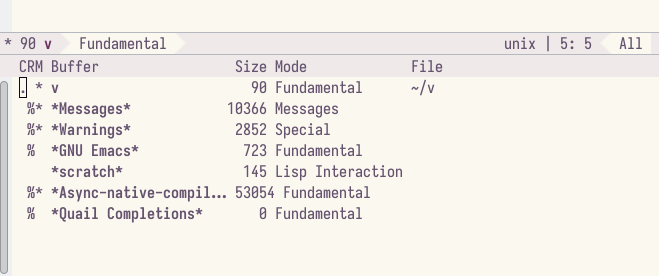 * 90 v Fundamental unix | 5: 5 All
CRM Buffer Size Mode File
. * v 90 Fundamental ~/v
%* *Messages* 10366 Messages
%* *Warnings* 2852 Special
% *GNU Emacs* 723 Fundamental
*scratch* 145 Lisp Interaction
%* *Async-native-compil... 53054 Fundamental
% *Quail Completions* 0 Fundamental